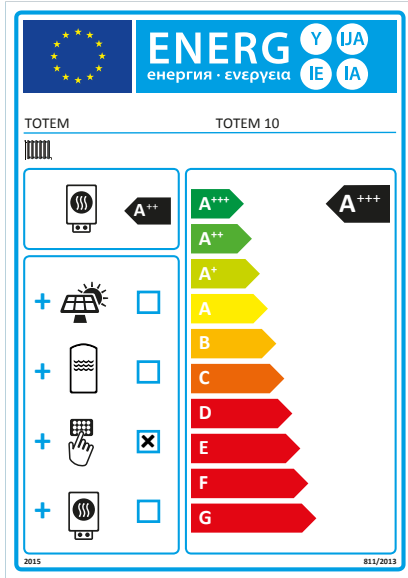 ENERG Y IJA
енергия · ενεργεια IE IA
TOTEM TOTEM 10
A++
A+++ A+++
A++
A+
+ A
B
+ C
D
+ X E
F
+ G
2015 811/2013